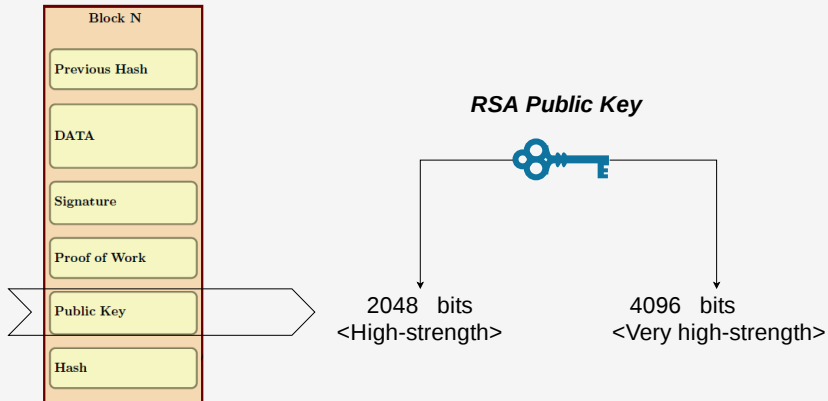 Block N
Previous Hash
DATA
Signature
Proof of Work
Public Key
Hash
RSA Public Key
2048 bits
<High-strength>
4096 bits
<Very high-strength>